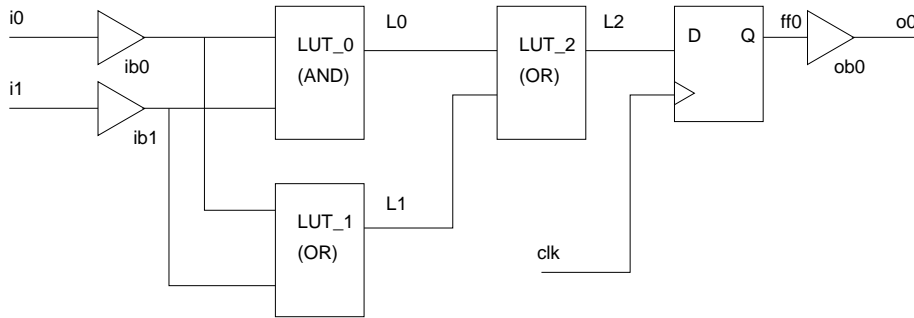 i0
ib0
i1
ib1
LUT_0
(AND)
L0
LUT_1
(OR)
L1
LUT_2
(OR)
L2
D Q
clk
ff0
ob0
o0